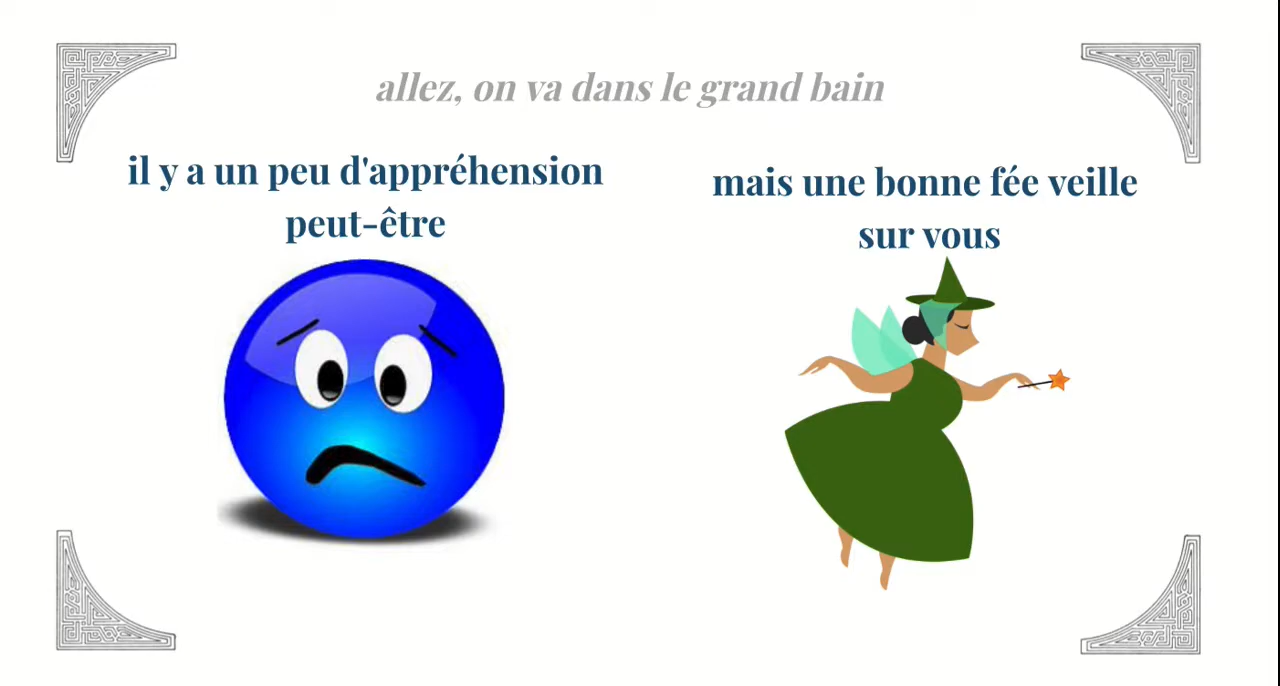 allez, on va dans le grand bain
il y a un peu d'appréhension
peut-être
mais une bonne fée veille
sur vous